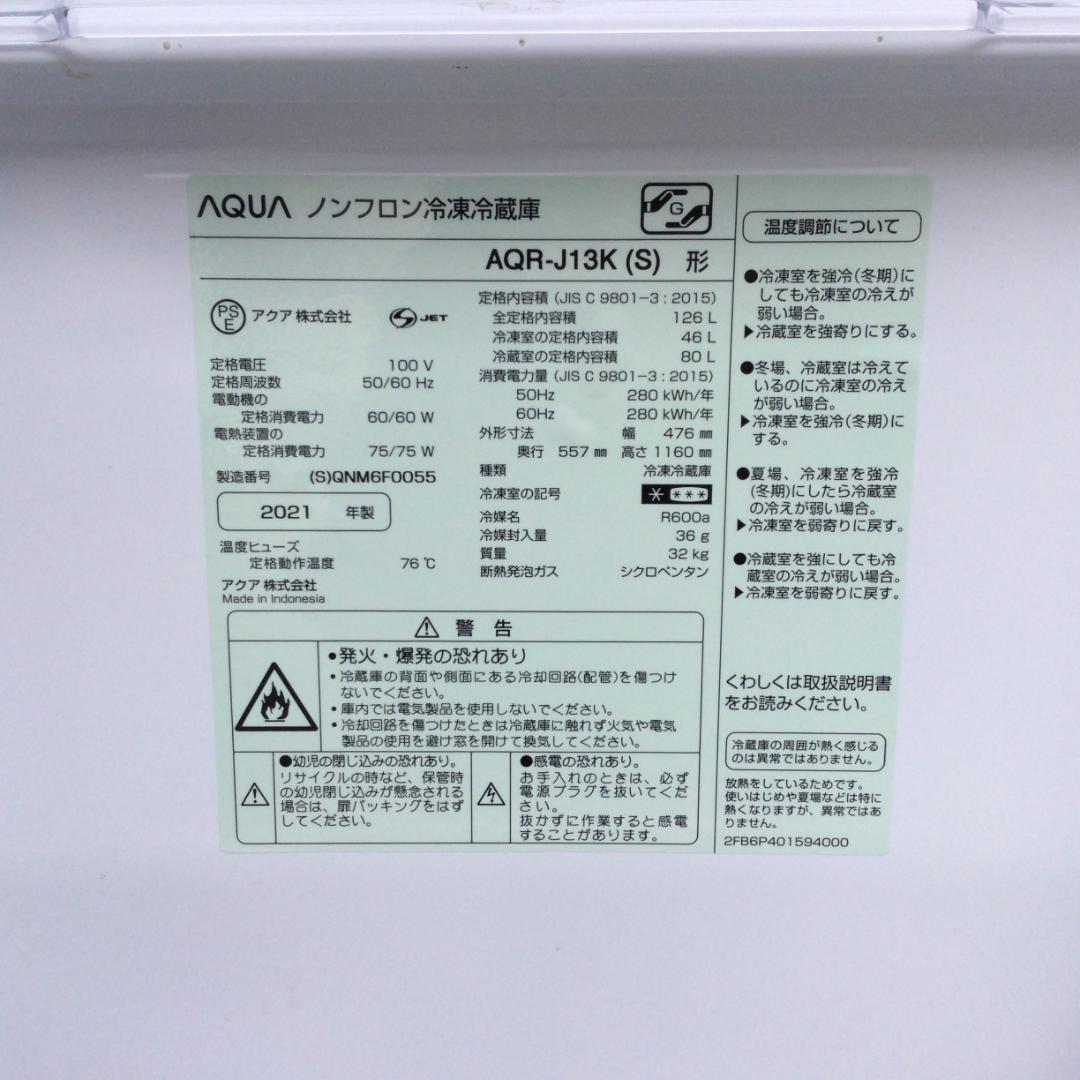 AQUA ノンフロン冷凍冷蔵庫
G
AQR-J13K (S) 形
PS
E
アクア 株式会社
S JET
定格電圧 100 V
定格周波数 50/60 Hz
電動機の
定格消費電力 60/60 W
電熱装置の
定格消費電力 75/75 W
製造番号 (S)QNM6F0055
2021 年製
温度ヒューズ
定格動作温度 76 ℃
アクア 株式会社
Made in Indonesia
定格内容積 (JIS C 9801-3 : 2015)
全定格内容積 126 L
冷凍室の定格内容積 46 L
冷蔵室の定格内容積 80 L
消費電力量 (JIS C 9801-3 : 2015)
50Hz 280 kWh/年
60Hz 280 kWh/年
外形寸法 幅 476 ㎜
奥行 557 ㎜ 高さ 1160 ㎜
種類 冷凍冷蔵庫
冷凍室の記号 * ***
冷媒名 R600a
冷媒封入量 36 g
質量 32 kg
断熱発泡ガス シクロペンタン
⚠ 警 告
●発火・爆発の恐れあり
・冷蔵庫の背面や側面にある冷却回路(配管)を傷つけ
ないでください。
・庫内では電気製品を使用しないでください。
・冷却回路を傷つけたときは冷蔵庫に触れず火気や電気
製品の使用を避け窓を開けて換気してください。
●幼児の閉じ込みの恐れあり。
リサイクルの時など、保管時
の幼児閉じ込みが懸念される
場合は、扉パッキングをはず
してください。
●感電の恐れあり。
お手入れのときは、必ず
電源プラグを抜いてくだ
さい。
抜かずに作業すると感電
することがあります。
温度調節について
●冷凍室を強冷(冬期)に
しても冷凍室の冷えが
弱い場合。
▶冷蔵室を強寄りにする。
●冬場、冷蔵室は冷えて
いるのに冷凍室の冷え
が弱い場合。
▶冷凍室を強冷(冬期)に
する。
●夏場、冷凍室を強冷
(冬期)にしたら冷蔵室
の冷えが弱い場合。
▶冷凍室を弱寄りに戻す。
●冷蔵室を強にしても冷
蔵室の冷えが弱い場合。
▶冷凍室を弱寄りに戻す。
くわしくは取扱説明書
をお読みください。
冷蔵庫の周囲が熱く感じる
のは異常ではありません。
放熱をしているためです。
使いはじめや夏場などは特に
熱くなりますが、異常ではあ
りません。
2FB6P401594000